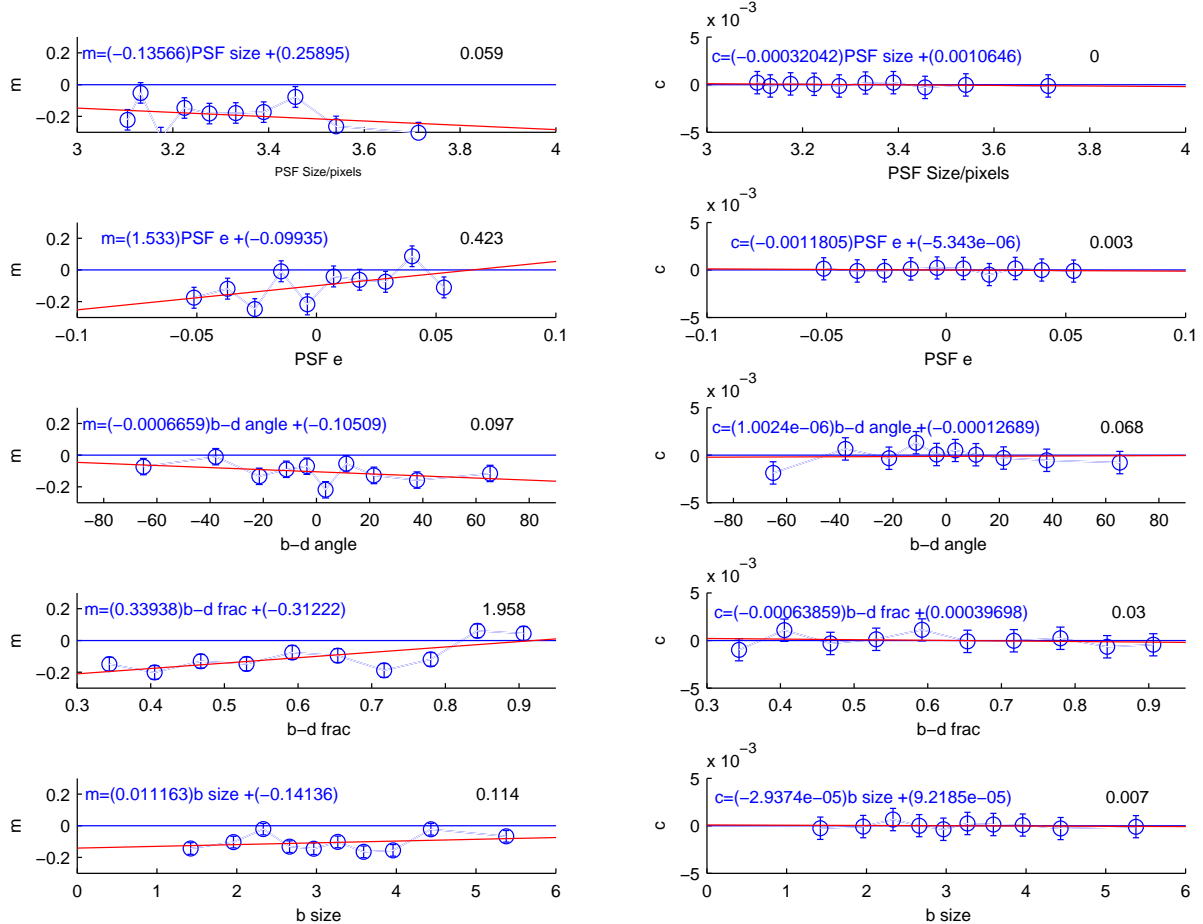 x 10⁻³
m=(−0.13566)PSF size +(0.25895) 0.059
0.2
0
−0.2
m
3 3.2 3.4 3.6 3.8 4
PSF Size/pixels
c=(−0.00032042)PSF size +(0.0010646) 0
5
0
−5
c
3 3.2 3.4 3.6 3.8 4
PSF Size/pixels
m=(1.533)PSF e +(−0.09935) 0.423
0.2
0
−0.2
m
−0.1 −0.05 0 0.05 0.1
PSF e
x 10⁻³
c=(−0.0011805)PSF e +(−5.343e−06) 0.003
5
0
−5
c
−0.1 −0.05 0 0.05 0.1
PSF e
m=(−0.0006659)b−d angle +(−0.10509) 0.097
0.2
0
−0.2
m
−80 −60 −40 −20 0 20 40 60 80
b−d angle
x 10⁻³
c=(1.0024e−06)b−d angle +(−0.00012689) 0.068
5
0
−5
c
−80 −60 −40 −20 0 20 40 60 80
b−d angle
m=(0.33938)b−d frac +(−0.31222) 1.958
0.2
0
−0.2
m
0.3 0.4 0.5 0.6 0.7 0.8 0.9
b−d frac
x 10⁻³
c=(−0.00063859)b−d frac +(0.00039698) 0.03
5
0
−5
c
0.3 0.4 0.5 0.6 0.7 0.8 0.9
b−d frac
m=(0.011163)b size +(−0.14136) 0.114
0.2
0
−0.2
m
0 1 2 3 4 5 6
b size
x 10⁻³
c=(−2.9374e−05)b size +(9.2185e−05) 0.007
5
0
−5
c
0 1 2 3 4 5 6
b size